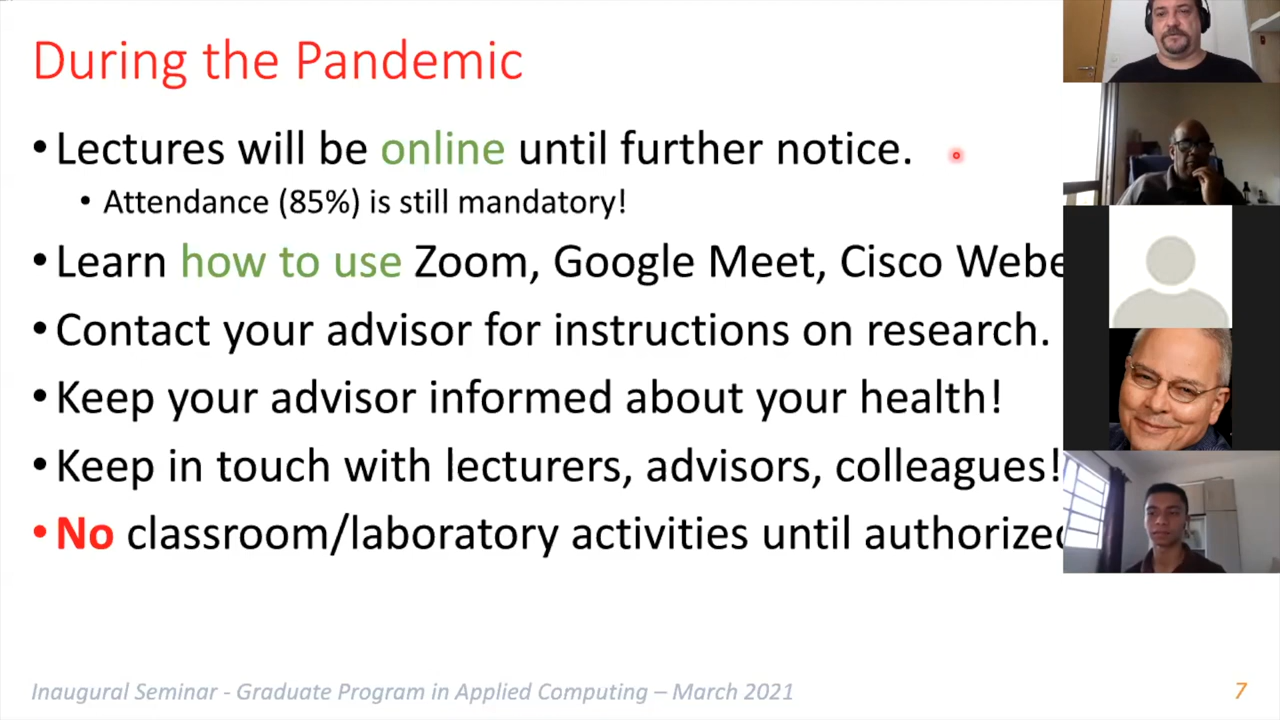 During the Pandemic
• Lectures will be online until further notice.
• Attendance (85%) is still mandatory!
• Learn how to use Zoom, Google Meet, Cisco
• Contact your advisor for instructions on research.
• Keep your advisor informed about your health!
• Keep in touch with lecturers, advisors, colleagues!
• No classroom/laboratory activities until authorized
Inaugural Seminar - Graduate Program in Applied Computing – March 2021
7